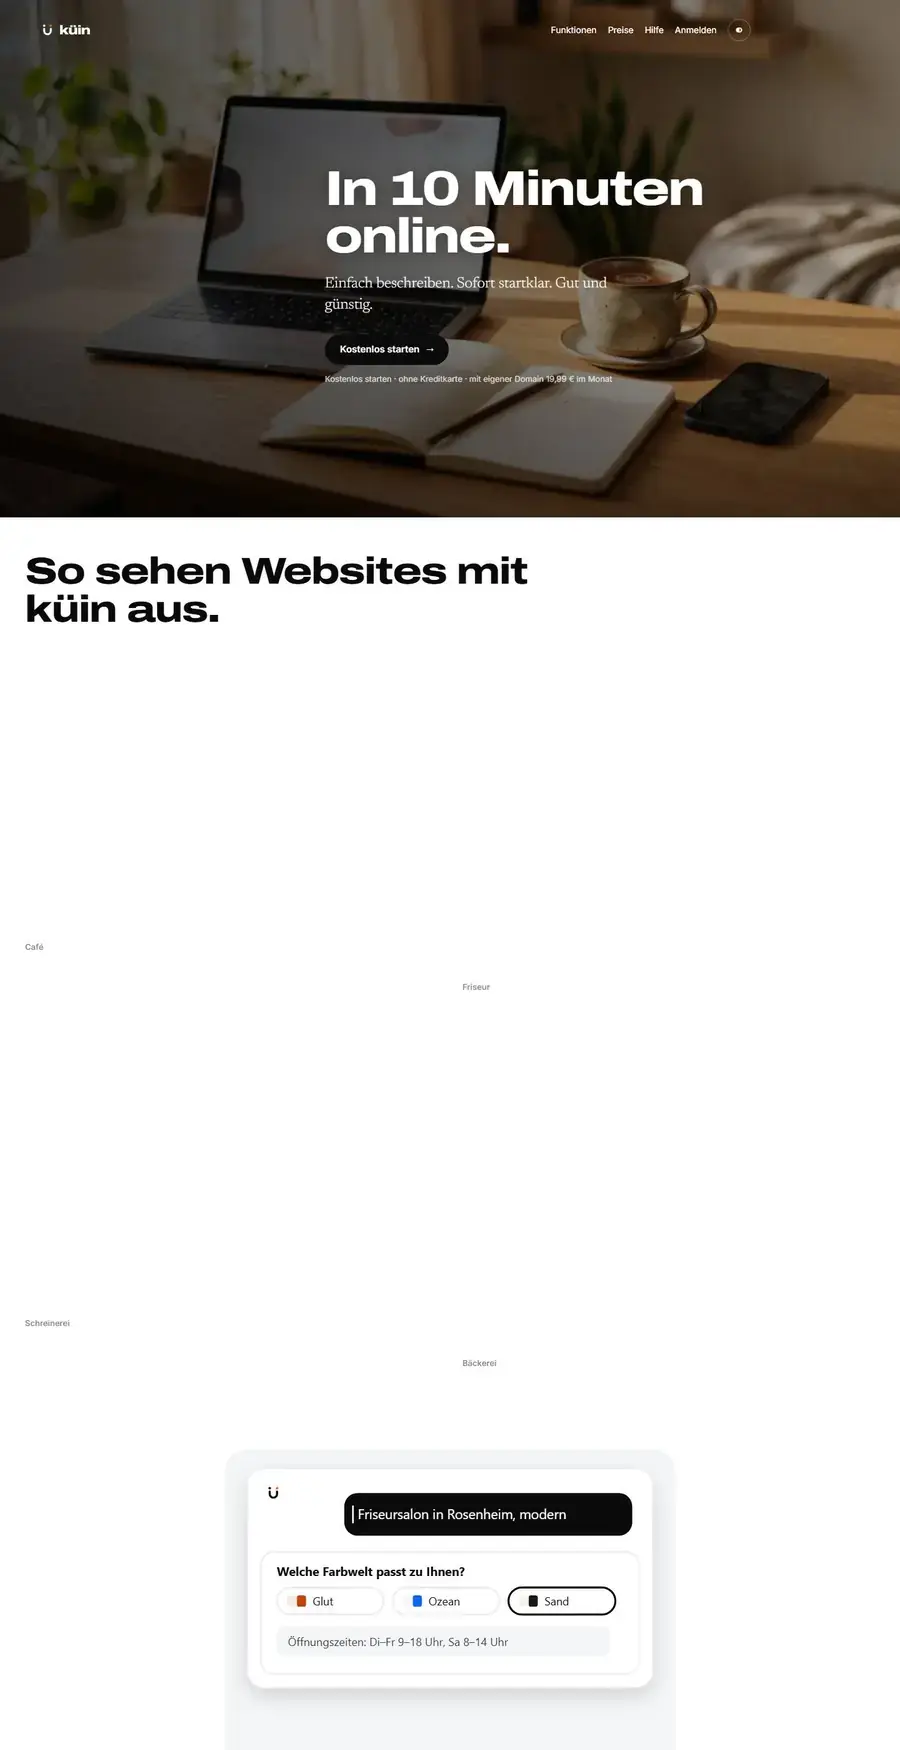 küin
Funktionen Preise Hilfe Anmelden
In 10 Minuten
online.
Einfach beschreiben. Sofort startklar. Gut und
günstig.
Kostenlos starten →
Kostenlos starten · ohne Kreditkarte · mit eigener Domain 19,99 € im Monat
So sehen Websites mit
küin aus.
Café
Friseur
Schreinerei
Bäckerei
Friseursalon in Rosenheim, modern
Welche Farbwelt passt zu Ihnen?
Glut Ozean Sand
Öffnungszeiten: Di–Fr 9–18 Uhr, Sa 8–14 Uhr